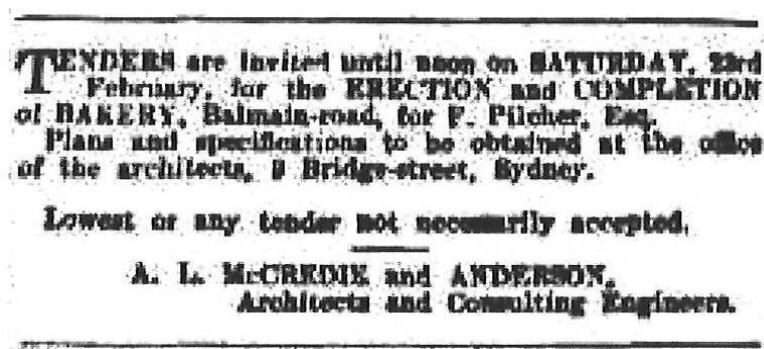 TENDERS are invited until noon on SATURDAY, 23rd
February, for the ERECTION and COMPLETION
of BAKERY, Balmain-road, for F. Pilcher, Esq.
Plans and specifications to be obtained at the office
of the architects, 9 Bridge-street, Sydney.
Lowest or any tender not necessarily accepted.
A. L. McCREDIE and ANDERSON,
Architects and Consulting Engineers.